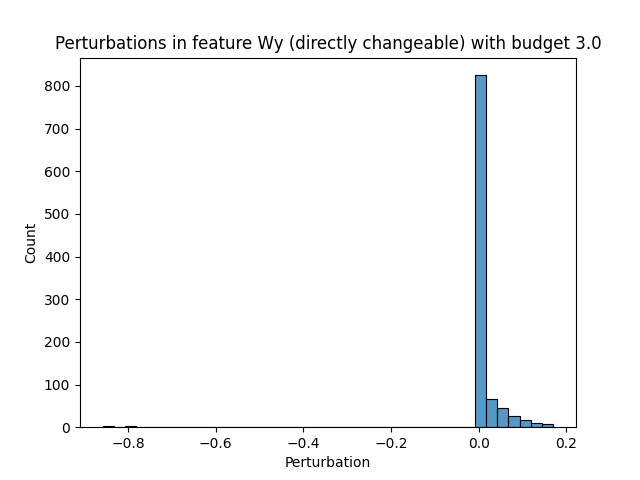 Perturbations in feature Wy (directly changeable) with budget 3.0
800
700
600
500
400
300
200
100
0
Count
−0.8 −0.6 −0.4 −0.2 0.0 0.2
Perturbation